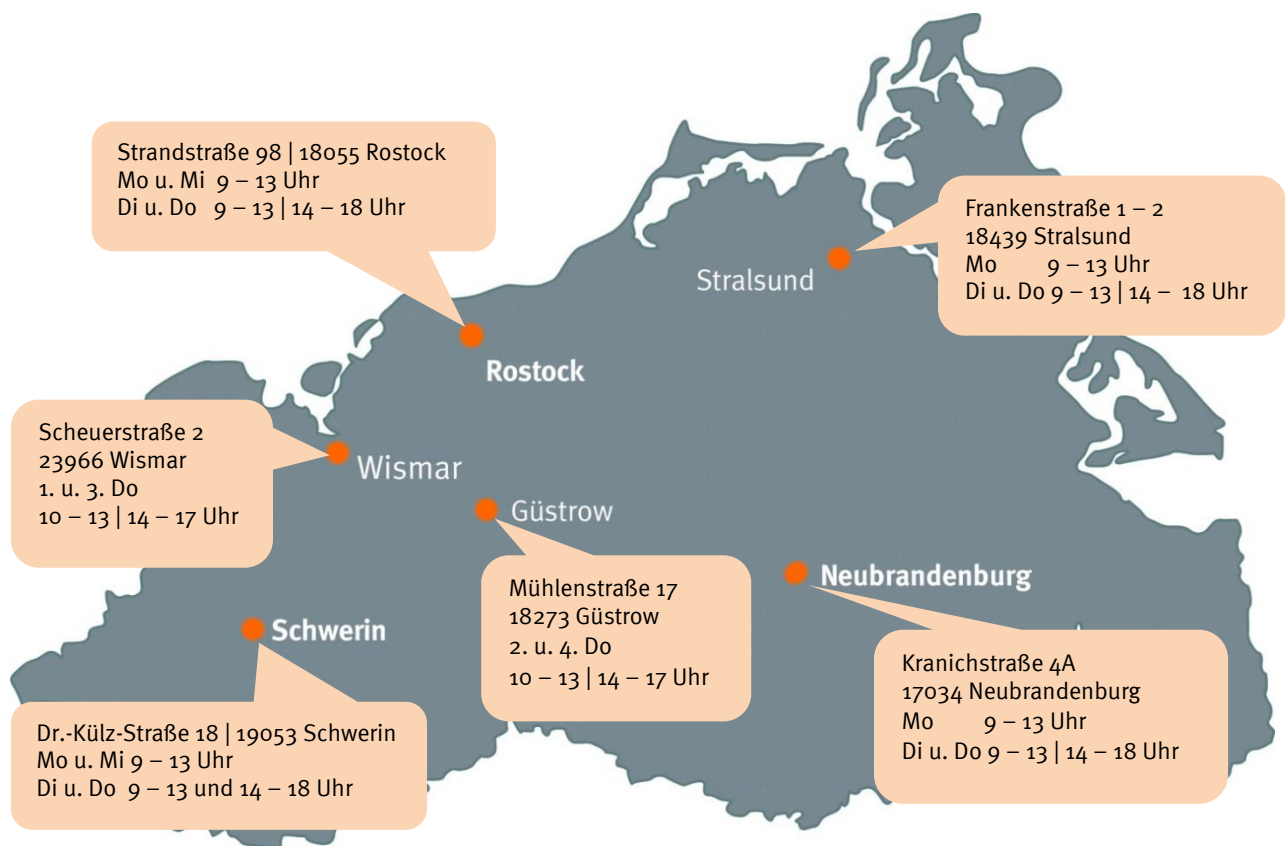 Strandstraße 98 | 18055 Rostock
Mo u. Mi 9 – 13 Uhr
Di u. Do 9 – 13 | 14 – 18 Uhr
Frankenstraße 1 – 2
18439 Stralsund
Mo 9 – 13 Uhr
Di u. Do 9 – 13 | 14 – 18 Uhr
Stralsund
Rostock
Scheuerstraße 2
23966 Wismar
1. u. 3. Do
10 – 13 | 14 – 17 Uhr
Wismar
Güstrow
Mühlenstraße 17
18273 Güstrow
2. u. 4. Do
10 – 13 | 14 – 17 Uhr
Neubrandenburg
Kranichstraße 4A
17034 Neubrandenburg
Mo 9 – 13 Uhr
Di u. Do 9 – 13 | 14 – 18 Uhr
Schwerin
Dr.-Külz-Straße 18 | 19053 Schwerin
Mo u. Mi 9 – 13 Uhr
Di u. Do 9 – 13 und 14 – 18 Uhr